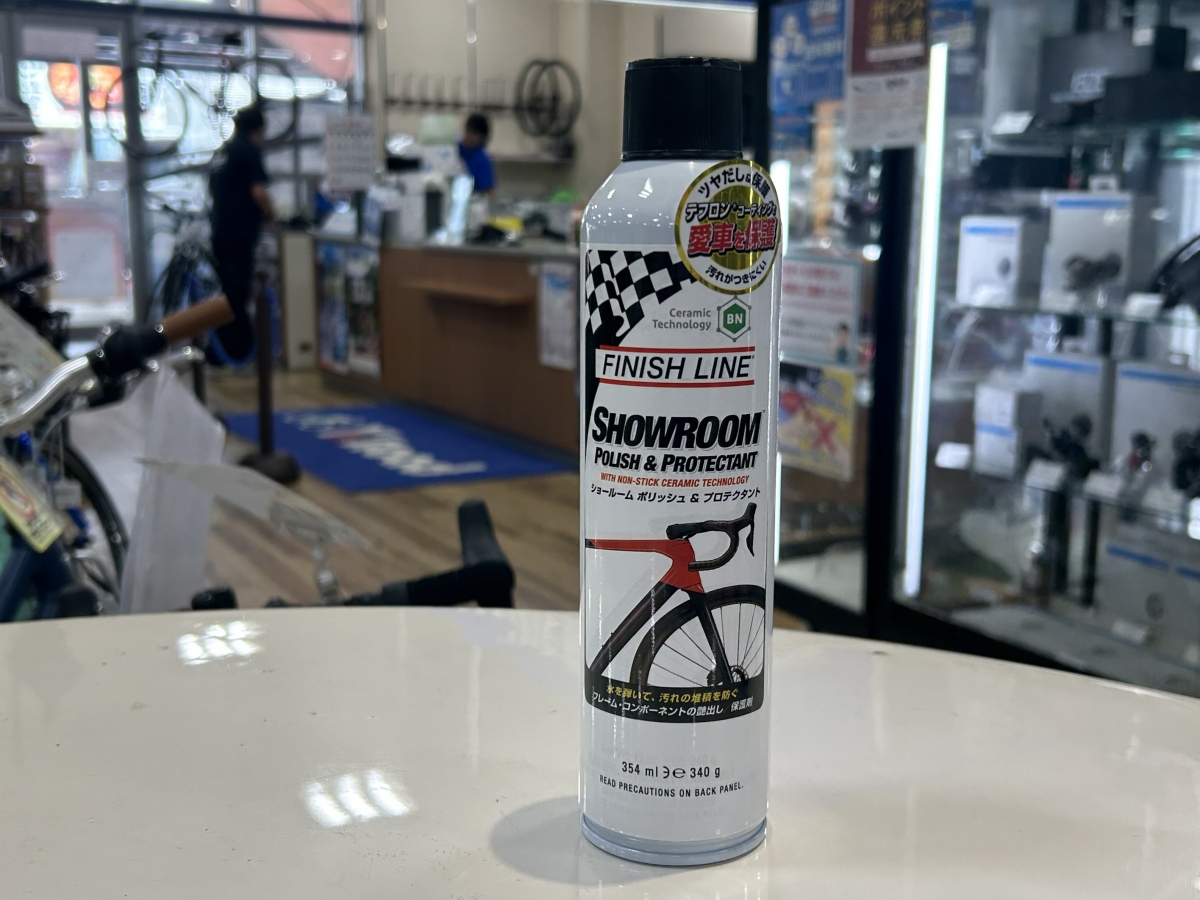 ツヤだし&保護
テフロン*コーティングで
愛車を保護
汚れがつきにくい
Ceramic
Technology
BN
FINISH LINE
SHOWROOM
POLISH & PROTECTANT
WITH NON-STICK CERAMIC TECHNOLOGY
ショールーム ポリッシュ & プロテクタント
水を弾いて、汚れの堆積を防ぐ
フレーム・コンポーネントの艶出し 保護剤
354 ml ℮ 340 g
READ PRECAUTIONS ON BACK PANEL.